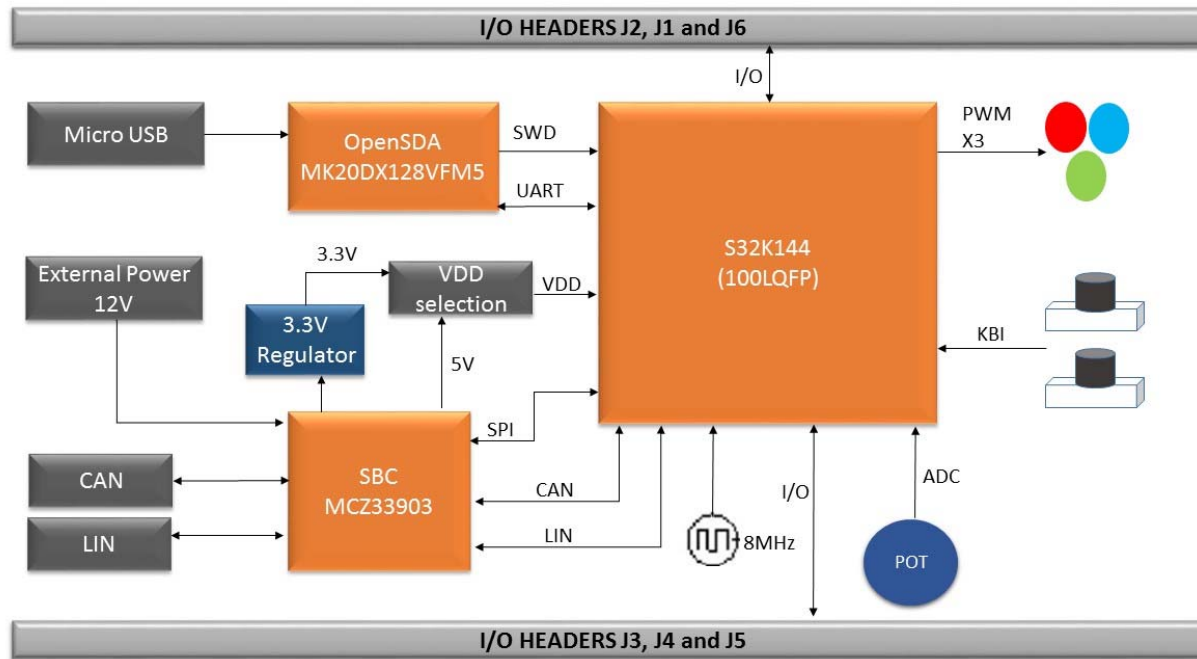 I/O HEADERS J2, J1 and J6
I/O
Micro USB
OpenSDA
MK20DX128VFM5
SWD
UART
PWM
X3
S32K144
(100LQFP)
External Power
12V
3.3V
VDD
selection
VDD
3.3V
Regulator
5V
KBI
SPI
SBC
MCZ33903
CAN
LIN
CAN
LIN
8MHz
I/O
ADC
POT
I/O HEADERS J3, J4 and J5